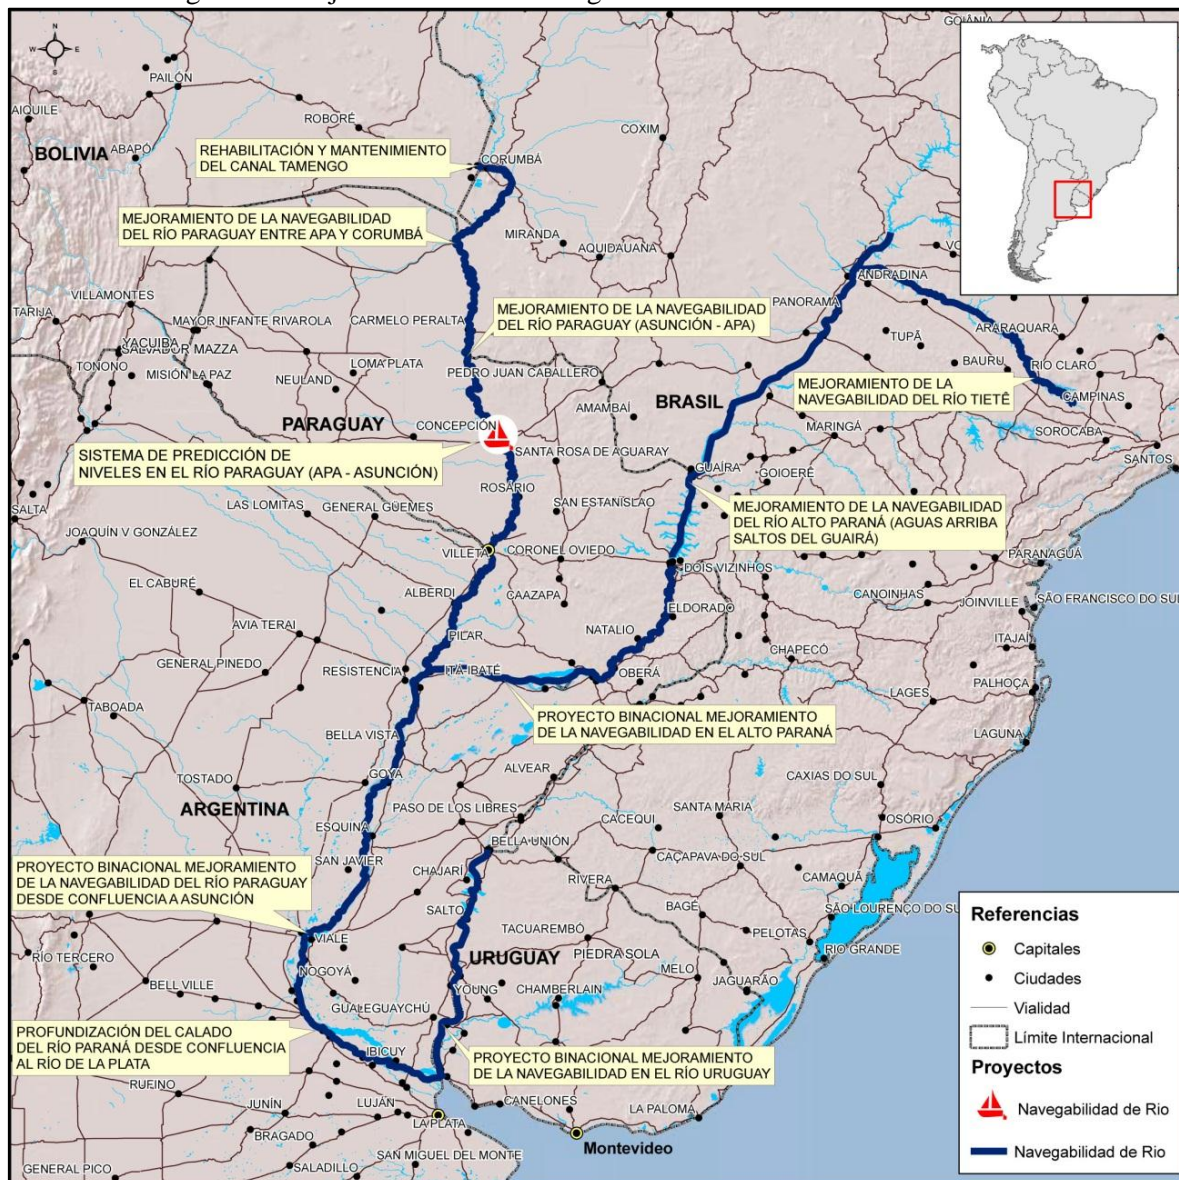 N
W
E
S
GOIÂNIA
PAILÓN
AIQUILE
ROBORÉ
ABAPÓ
BOLIVIA
COXIM
REHABILITACIÓN Y MANTENIMIENTO
DEL CANAL TAMENGO
CORUMBÁ
MEJORAMIENTO DE LA NAVEGABILIDAD
DEL RÍO PARAGUAY ENTRE APA Y CORUMBÁ
MIRANDA
AQUIDAUANA
ANDRADINA
VILLAMONTES
TARIJA
MAYOR INFANTE RIVAROLA
CARMELO PERALTA
MEJORAMIENTO DE LA NAVEGABILIDAD
DEL RÍO PARAGUAY (ASUNCIÓN - APA)
PANORAMA
TUPÃ
ARARAQUARA
YACUIBA
SALVADOR MAZZA
TONONO
MISIÓN LA PAZ
LOMA PLATA
NEULAND
PEDRO JUAN CABALLERO
BAURU
RIO CLARO
MEJORAMIENTO DE LA
NAVEGABILIDAD DEL RÍO TIETÊ
CAMPINAS
BRASIL
AMAMBAÍ
PARAGUAY
CONCEPCIÓN
MARINGÁ
SOROCABA
SISTEMA DE PREDICCIÓN DE
NIVELES EN EL RÍO PARAGUAY (APA - ASUNCIÓN)
SANTA ROSA DE AGUARAY
SANTOS
GUAÍRA
GOIOERÊ
ROSARIO
SAN ESTANÍSLAO
SALTA
LAS LOMITAS
GENERAL GÜEMES
MEJORAMIENTO DE LA NAVEGABILIDAD
DEL RÍO ALTO PARANÁ (AGUAS ARRIBA
SALTOS DEL GUAIRÁ)
JOAQUÍN V GONZÁLEZ
VILLETA
CORONEL OVIEDO
DOIS VIZINHOS
PARANAGUÁ
EL CABURÉ
ALBERDI
CAAZAPA
ELDORADO
CANOINHAS
JOINVILLE
SÃO FRANCISCO DO SUL
AVIA TERAI
PILAR
NATALIO
ITAJAÍ
GENERAL PINEDO
RESISTENCIA
ITÁ IBATÉ
OBERÁ
CHAPECÓ
PALHOÇA
LAGES
TABOADA
PROYECTO BINACIONAL MEJORAMIENTO
DE LA NAVEGABILIDAD EN EL ALTO PARANÁ
BELLA VISTA
LAGUNA
TOSTADO
GOYA
ALVEAR
CAXIAS DO SUL
ARGENTINA
PASO DE LOS LIBRES
SANTA MARIA
OSÓRIO
ESQUINA
CACEQUI
BELLA UNIÓN
PROYECTO BINACIONAL MEJORAMIENTO
DE LA NAVEGABILIDAD DEL RÍO PARAGUAY
DESDE CONFLUENCIA A ASUNCIÓN
SAN JAVIER
CHAJARÍ
CAÇAPAVA DO SUL
RIVERA
CAMAQUÃ
SALTO
BAGÉ
SÃO LOURENÇO DO SU
VIALE
TACUAREMBÓ
PELOTAS
RÍO TERCERO
PIEDRA SOLA
RIO GRANDE
NOGOYÁ
URUGUAY
MELO
BELL VILLE
YOUNG
CHAMBERLAIN
JAGUARÃO
GUALEGUAYCHÚ
PROFUNDIZACIÓN DEL CALADO
DEL RÍO PARANÁ DESDE CONFLUENCIA
AL RÍO DE LA PLATA
IBICUY
PROYECTO BINACIONAL MEJORAMIENTO
DE LA NAVEGABILIDAD EN EL RÍO URUGUAY
RUFINO
JUNÍN
LUJÁN
CANELONES
LA PALOMA
LA PLATA
BRAGADO
Montevideo
SAN MIGUEL DEL MONTE
SALADILLO
GENERAL PICO
Referencias
Capitales
Ciudades
Vialidad
Límite Internacional
Proyectos
Navegabilidad de Rio
Navegabilidad de Rio